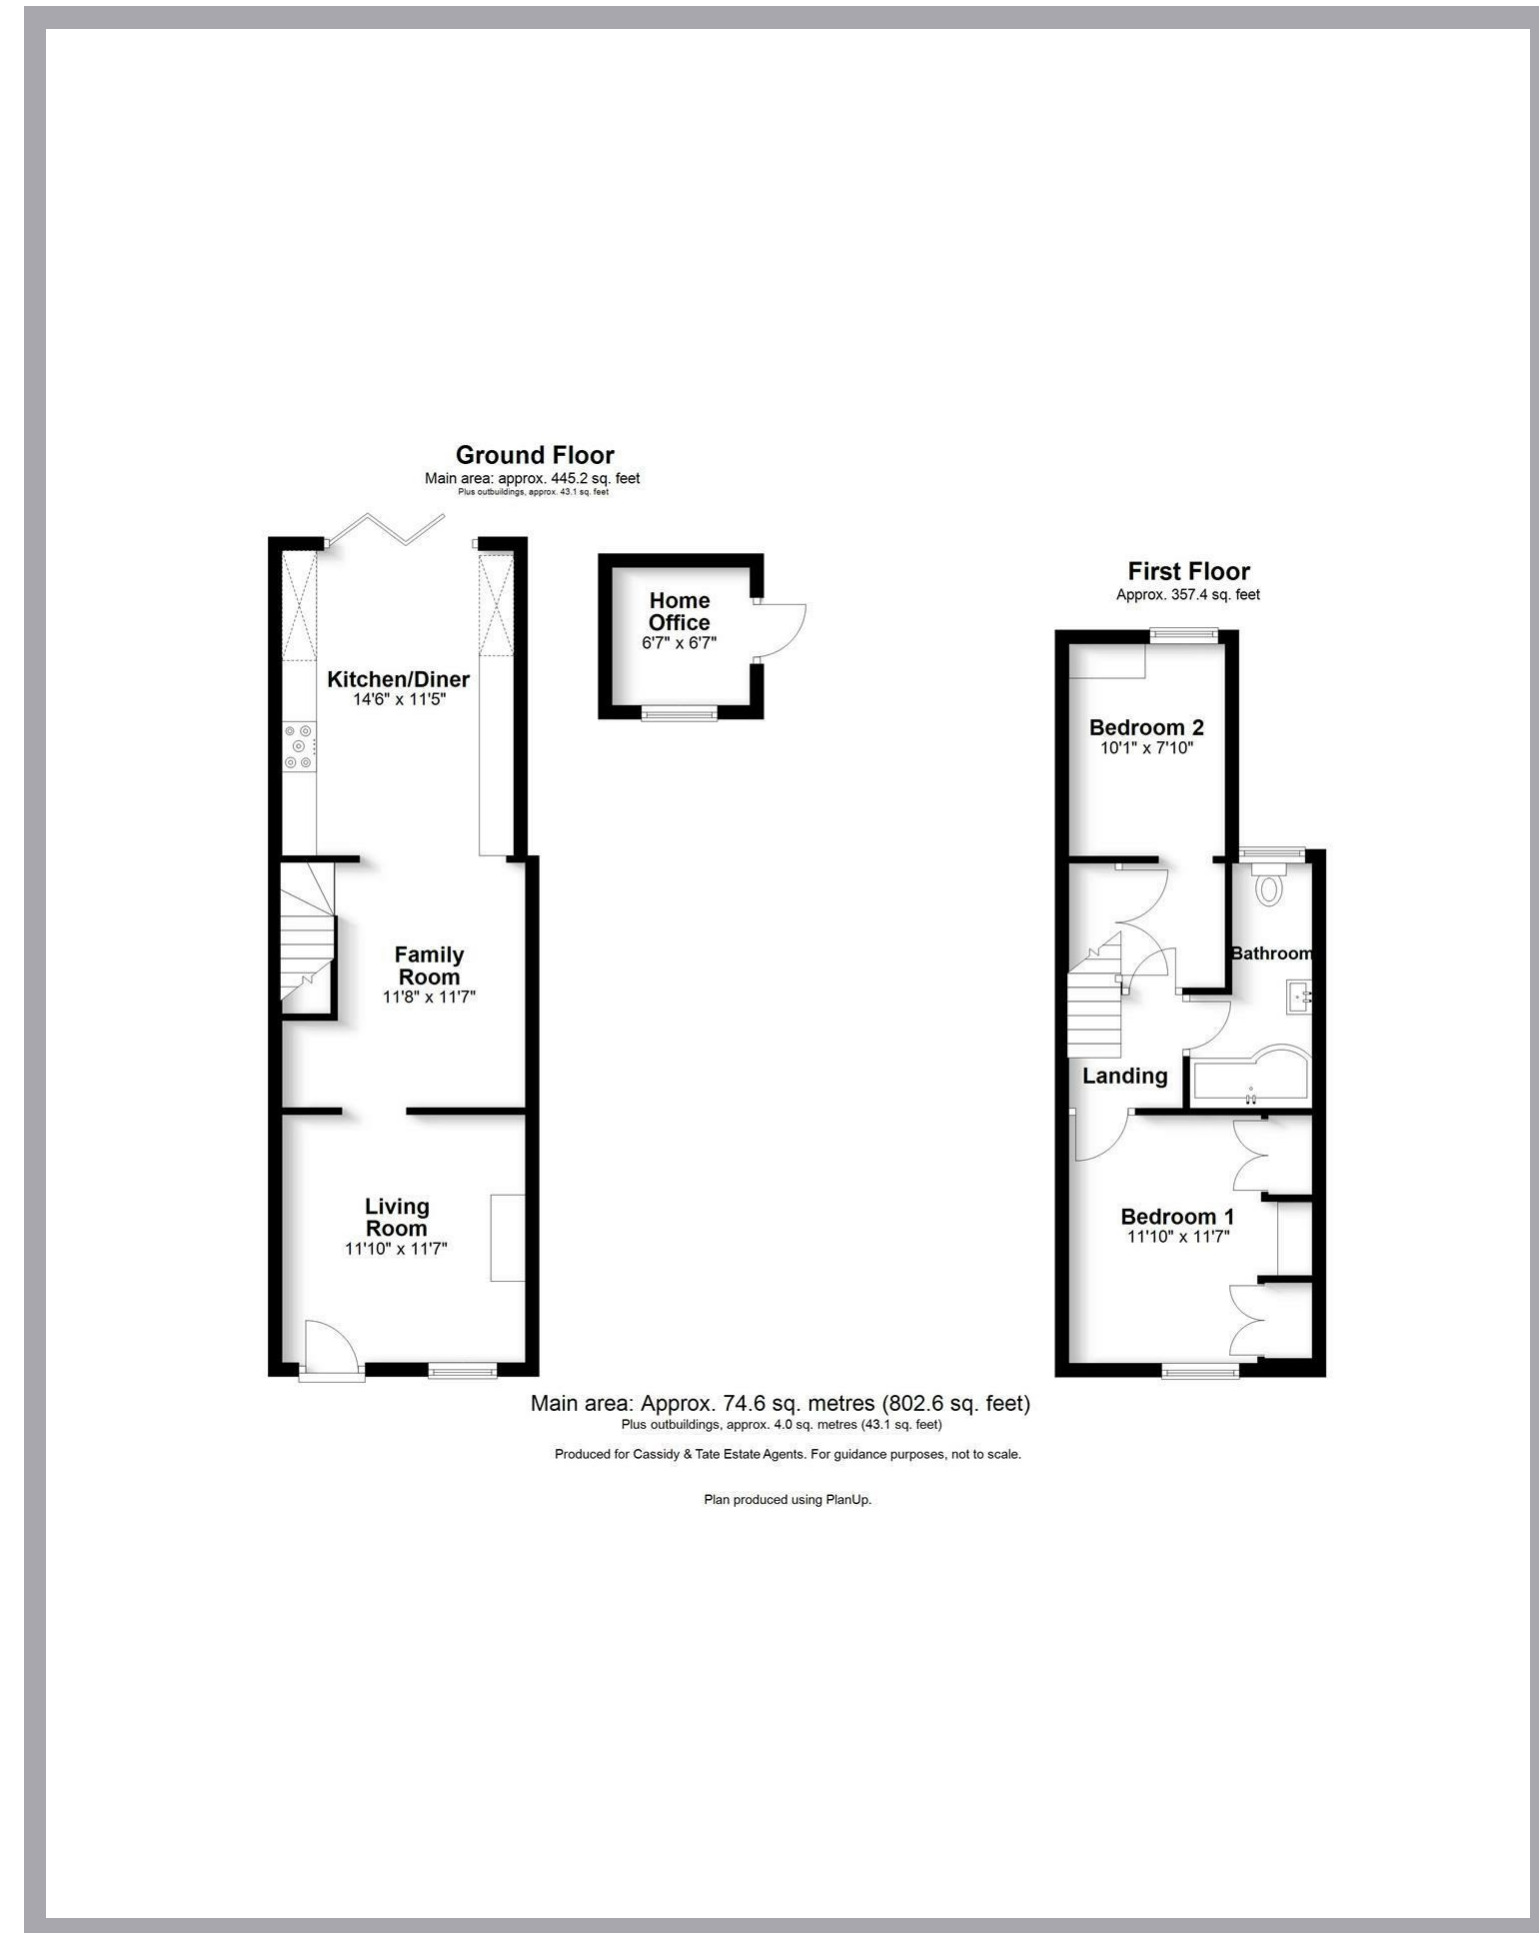 Ground Floor
Main area: approx. 445.2 sq. feet
Plus outbuildings, approx. 43.1 sq. feet
Kitchen/Diner
14'6" x 11'5"
Home
Office
6'7" x 6'7"
Family
Room
11'8" x 11'7"
Living
Room
11'10" x 11'7"
First Floor
Approx. 357.4 sq. feet
Bedroom 2
10'1" x 7'10"
Bathroom
Landing
Bedroom 1
11'10" x 11'7"
Main area: Approx. 74.6 sq. metres (802.6 sq. feet)
Plus outbuildings, approx. 4.0 sq. metres (43.1 sq. feet)
Produced for Cassidy & Tate Estate Agents. For guidance purposes, not to scale.
Plan produced using PlanUp.